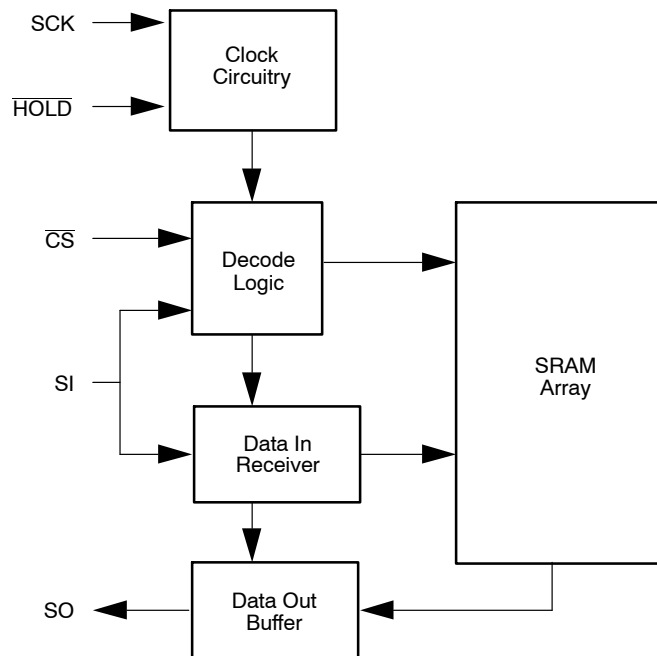 SCK
Clock
Circuitry
HOLD
CS
Decode
Logic
SI
SRAM
Array
Data In
Receiver
SO
Data Out
Buffer